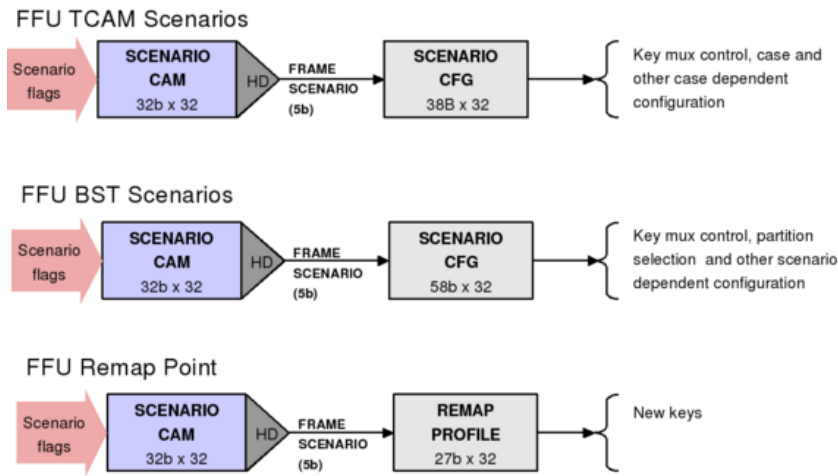 FFU TCAM Scenarios
Scenario
flags
SCENARIO
CAM
32b x 32
HD
FRAME
SCENARIO
(5b)
SCENARIO
CFG
38B x 32
Key mux control, case and
other case dependent
configuration
FFU BST Scenarios
Scenario
flags
SCENARIO
CAM
32b x 32
HD
FRAME
SCENARIO
(5b)
SCENARIO
CFG
58b x 32
Key mux control, partition
selection and other scenario
dependent configuration
FFU Remap Point
Scenario
flags
SCENARIO
CAM
32b x 32
HD
FRAME
SCENARIO
(5b)
REMAP
PROFILE
27b x 32
New keys